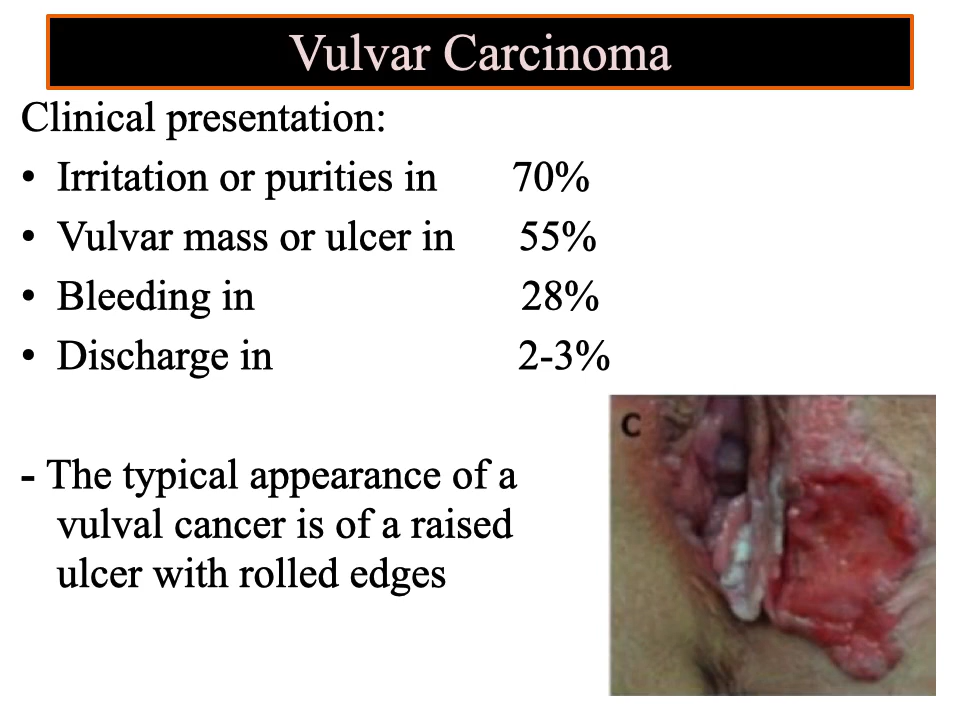 Vulvar Carcinoma
Clinical presentation:
• Irritation or purities in 70%
• Vulvar mass or ulcer in 55%
• Bleeding in 28%
• Discharge in 2-3%
C
- The typical appearance of a
vulval cancer is of a raised
ulcer with rolled edges